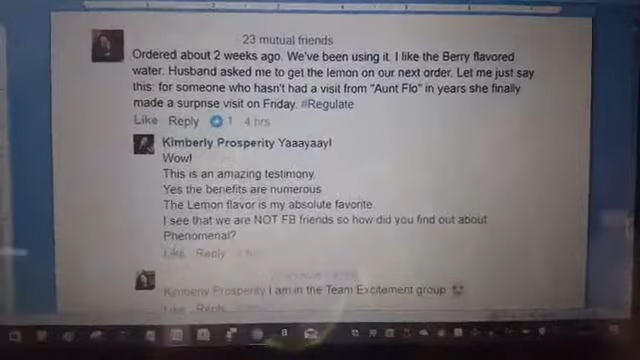 23 mutual friends
Ordered about 2 weeks ago. We've been using it. I like the Berry flavored
water. Husband asked me to get the lemon on our next order. Let me just say
this: for someone who hasn't had a visit from "Aunt Flo" in years she finally
made a surprise visit on Friday. #Regulate
Like Reply 1 4 hrs
Kimberly Prosperity Yaaayaay!
Wow!
This is an amazing testimony.
Yes the benefits are numerous
The Lemon flavor is my absolute favorite.
I see that we are NOT FB friends so how did you find out about
Phenomenal?
Like Reply
Kimberly Prosperity I am in the Team Excitement group
Like Reply